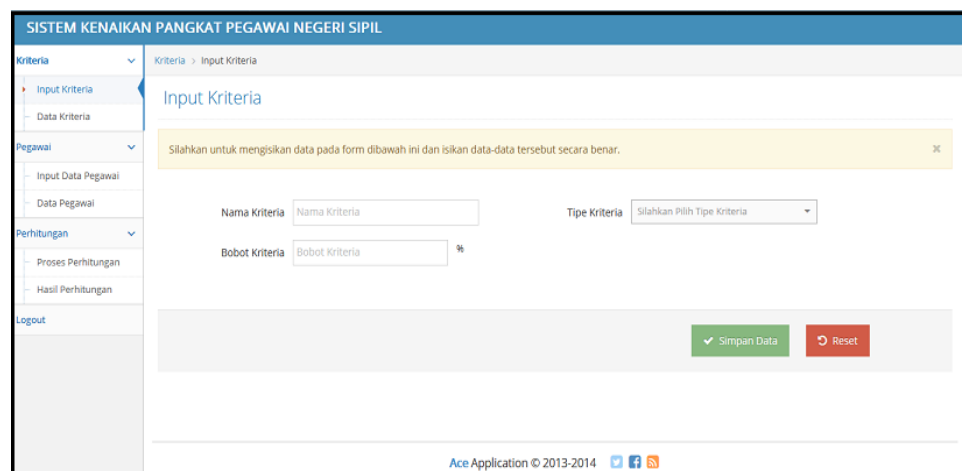 SISTEM KENAIKAN PANGKAT PEGAWAI NEGERI SIPIL
Kriteria
Input Kriteria
Data Kriteria
Pegawai
Input Data Pegawai
Data Pegawai
Perhitungan
Proses Perhitungan
Hasil Perhitungan
Logout
Kriteria > Input Kriteria
Input Kriteria
Silahkan untuk mengisikan data pada form dibawah ini dan isikan data-data tersebut secara benar.
Nama Kriteria Nama Kriteria Tipe Kriteria Silahkan Pilih Tipe Kriteria
Bobot Kriteria Bobot Kriteria %
Simpan Data Reset
Ace Application © 2013-2014